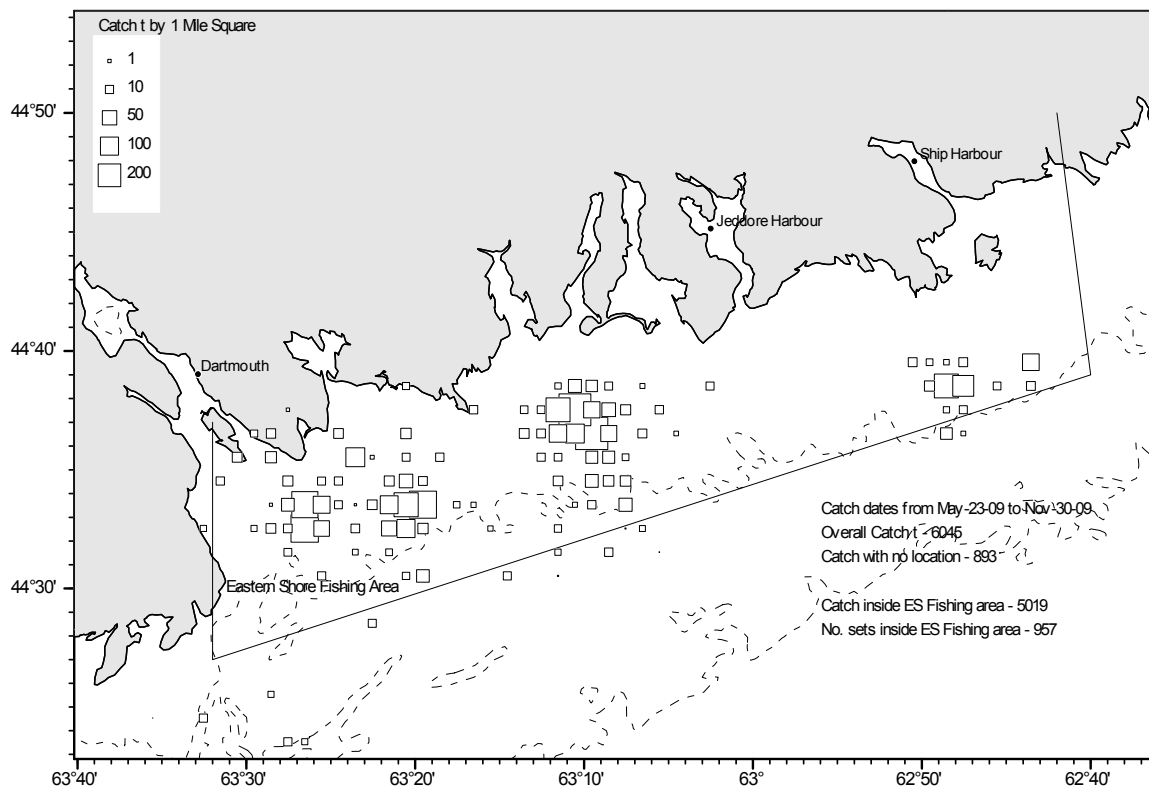 Catch t by 1 Mile Square
1
10
50
100
200
44°50'
44°40'
44°30'
Ship Harbour
Jeddore Harbour
Dartmouth
Eastern Shore Fishing Area
Catch dates from May-23-09 to Nov-30-09
Overall Catch t - 6045
Catch with no location - 893
Catch inside ES Fishing area - 5019
No. sets inside ES Fishing area - 957
63°40' 63°30' 63°20' 63°10' 63° 62°50' 62°40'